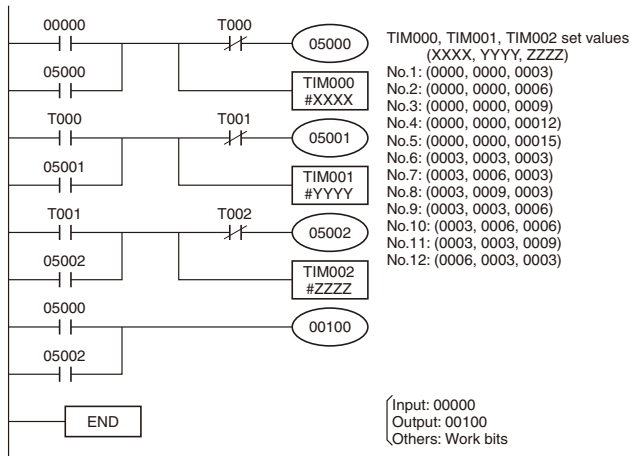 00000 T000
05000
05000
TIM000
#XXXX
T000 T001
05001
05001
TIM001
#YYYY
T001 T002
05002
05002
TIM002
#ZZZZ
05000
00100
05002
END
TIM000, TIM001, TIM002 set values
(XXXX, YYYY, ZZZZ)
No.1: (0000, 0000, 0003)
No.2: (0000, 0000, 0006)
No.3: (0000, 0000, 0009)
No.4: (0000, 0000, 00012)
No.5: (0000, 0000, 00015)
No.6: (0003, 0003, 0003)
No.7: (0003, 0006, 0003)
No.8: (0003, 0009, 0003)
No.9: (0003, 0003, 0006)
No.10: (0003, 0006, 0006)
No.11: (0003, 0003, 0009)
No.12: (0006, 0003, 0003)
Input: 00000
Output: 00100
Others: Work bits